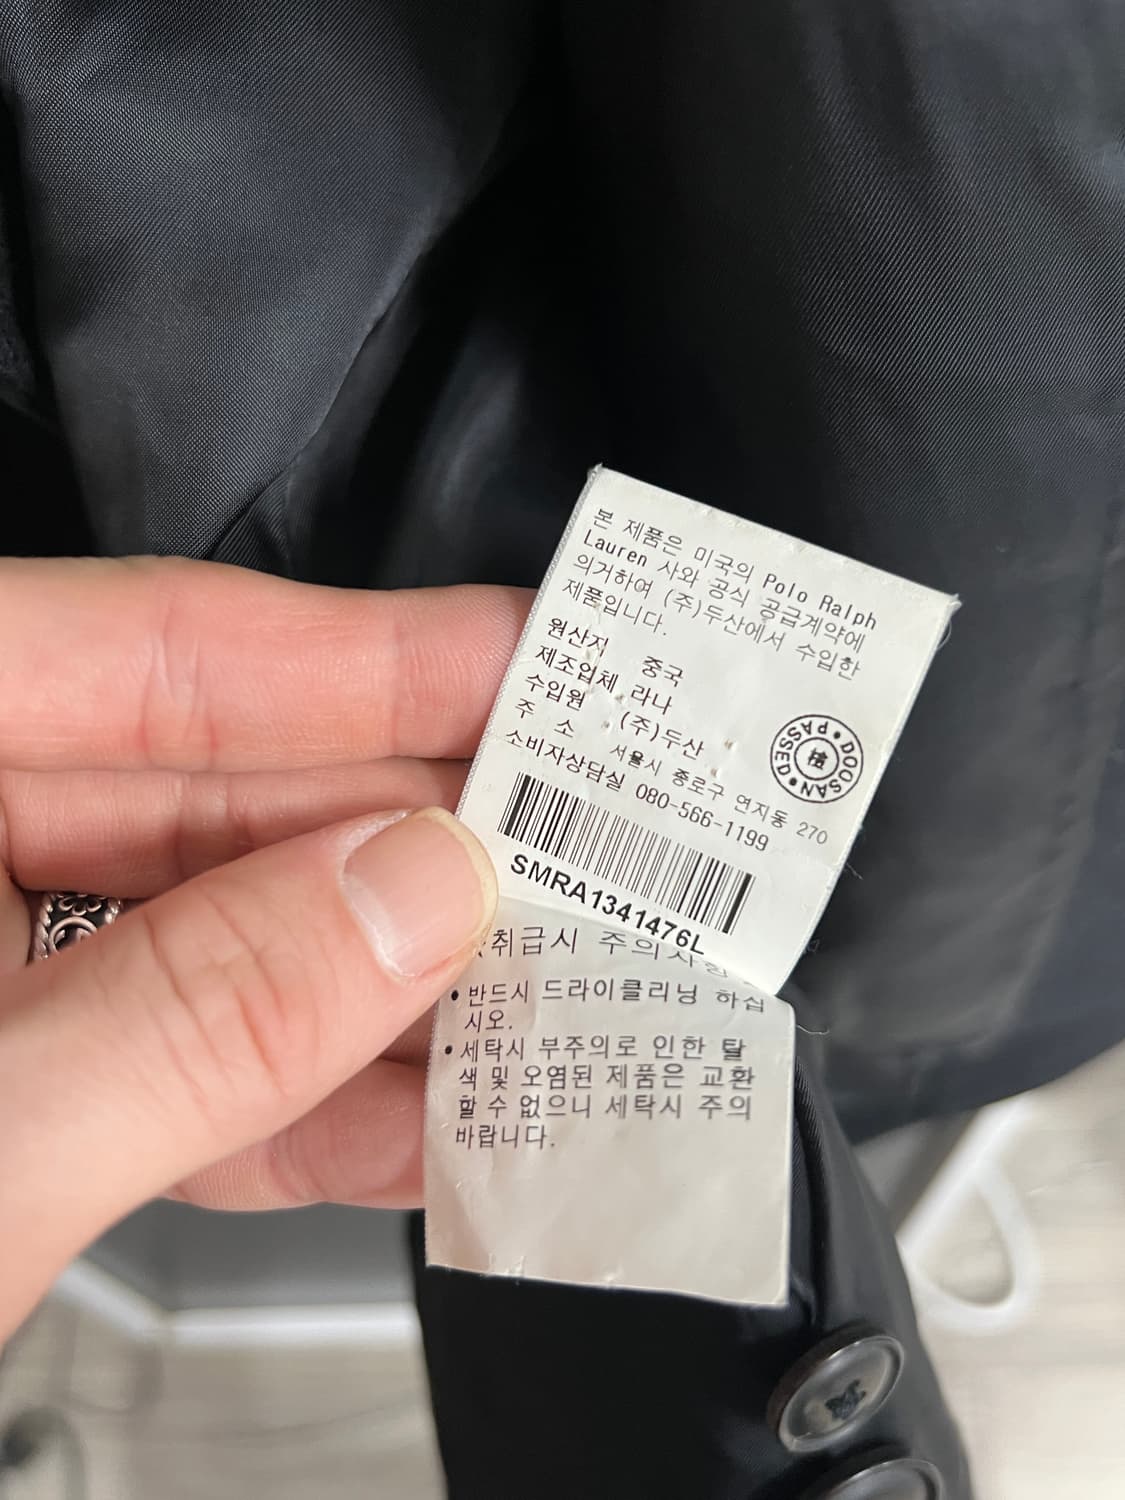 본 제품은 미국의 Polo Ralph
Lauren 사와 공식 공급계약에
의거하여 (주)두산에서 수입한
제품입니다.
원산지 중국
제조업체 라나
수입원 (주)두산
주 소 서울시 종로구 연지동 270
소비자상담실 080-566-1199
DOOSAN•PASSED•
SMRA1341476L
취급시 주의사항
• 반드시 드라이클리닝 하십
시오.
• 세탁시 부주의로 인한 탈
색 및 오염된 제품은 교환
할 수 없으니 세탁시 주의
바랍니다.